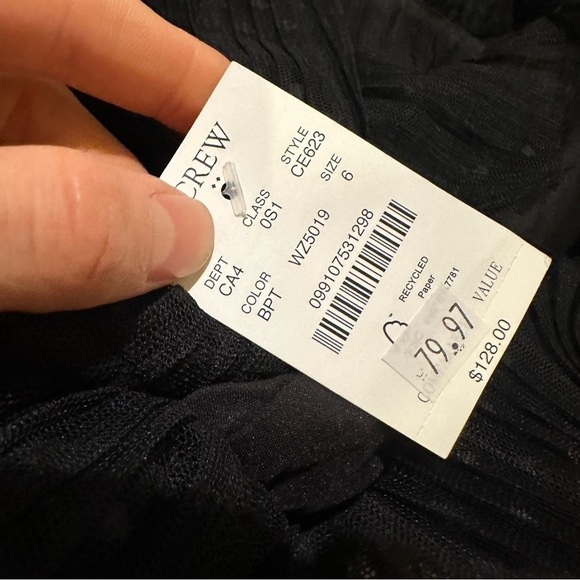 CREW
DEPT CLASS STYLE
CA4 0S1 CE623
COLOR SIZE
BPT WZ5019 6
099107531298
RECYCLED
Paper
7781
79.97
VALUE
$128.00